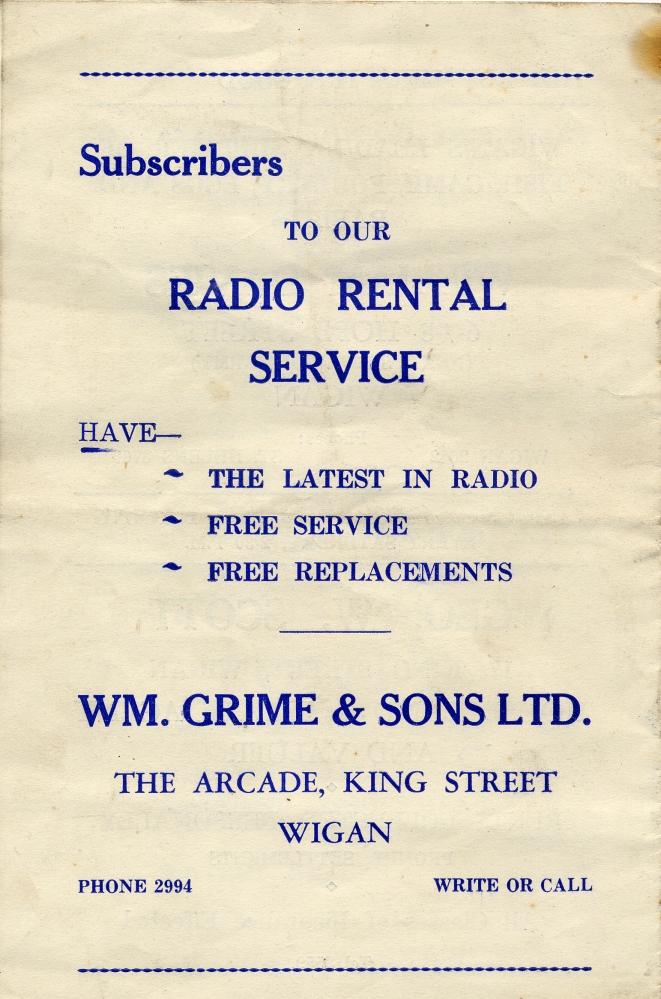 Subscribers
TO OUR
RADIO RENTAL
SERVICE
HAVE—
~ THE LATEST IN RADIO
~ FREE SERVICE
~ FREE REPLACEMENTS
WM. GRIME & SONS LTD.
THE ARCADE, KING STREET
WIGAN
PHONE 2994 WRITE OR CALL